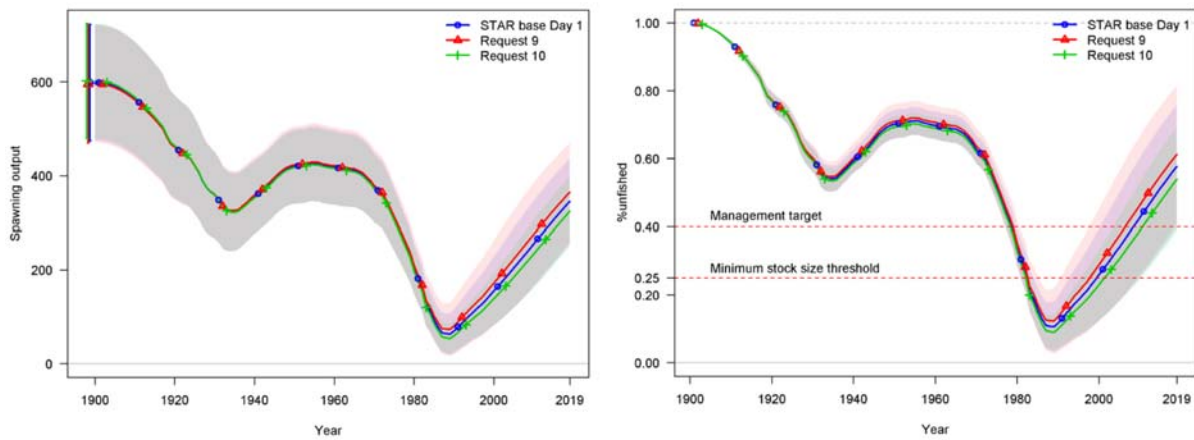 STAR base Day 1
Request 9
Request 10
Spawning output
600
400
200
0
1900
1920
1940
1960
1980
2000
2019
Year
STAR base Day 1
Request 9
Request 10
%unfished
1.00
0.80
0.60
0.40
0.25
0.00
Management target
Minimum stock size threshold
1900
1920
1940
1960
1980
2000
2019
Year